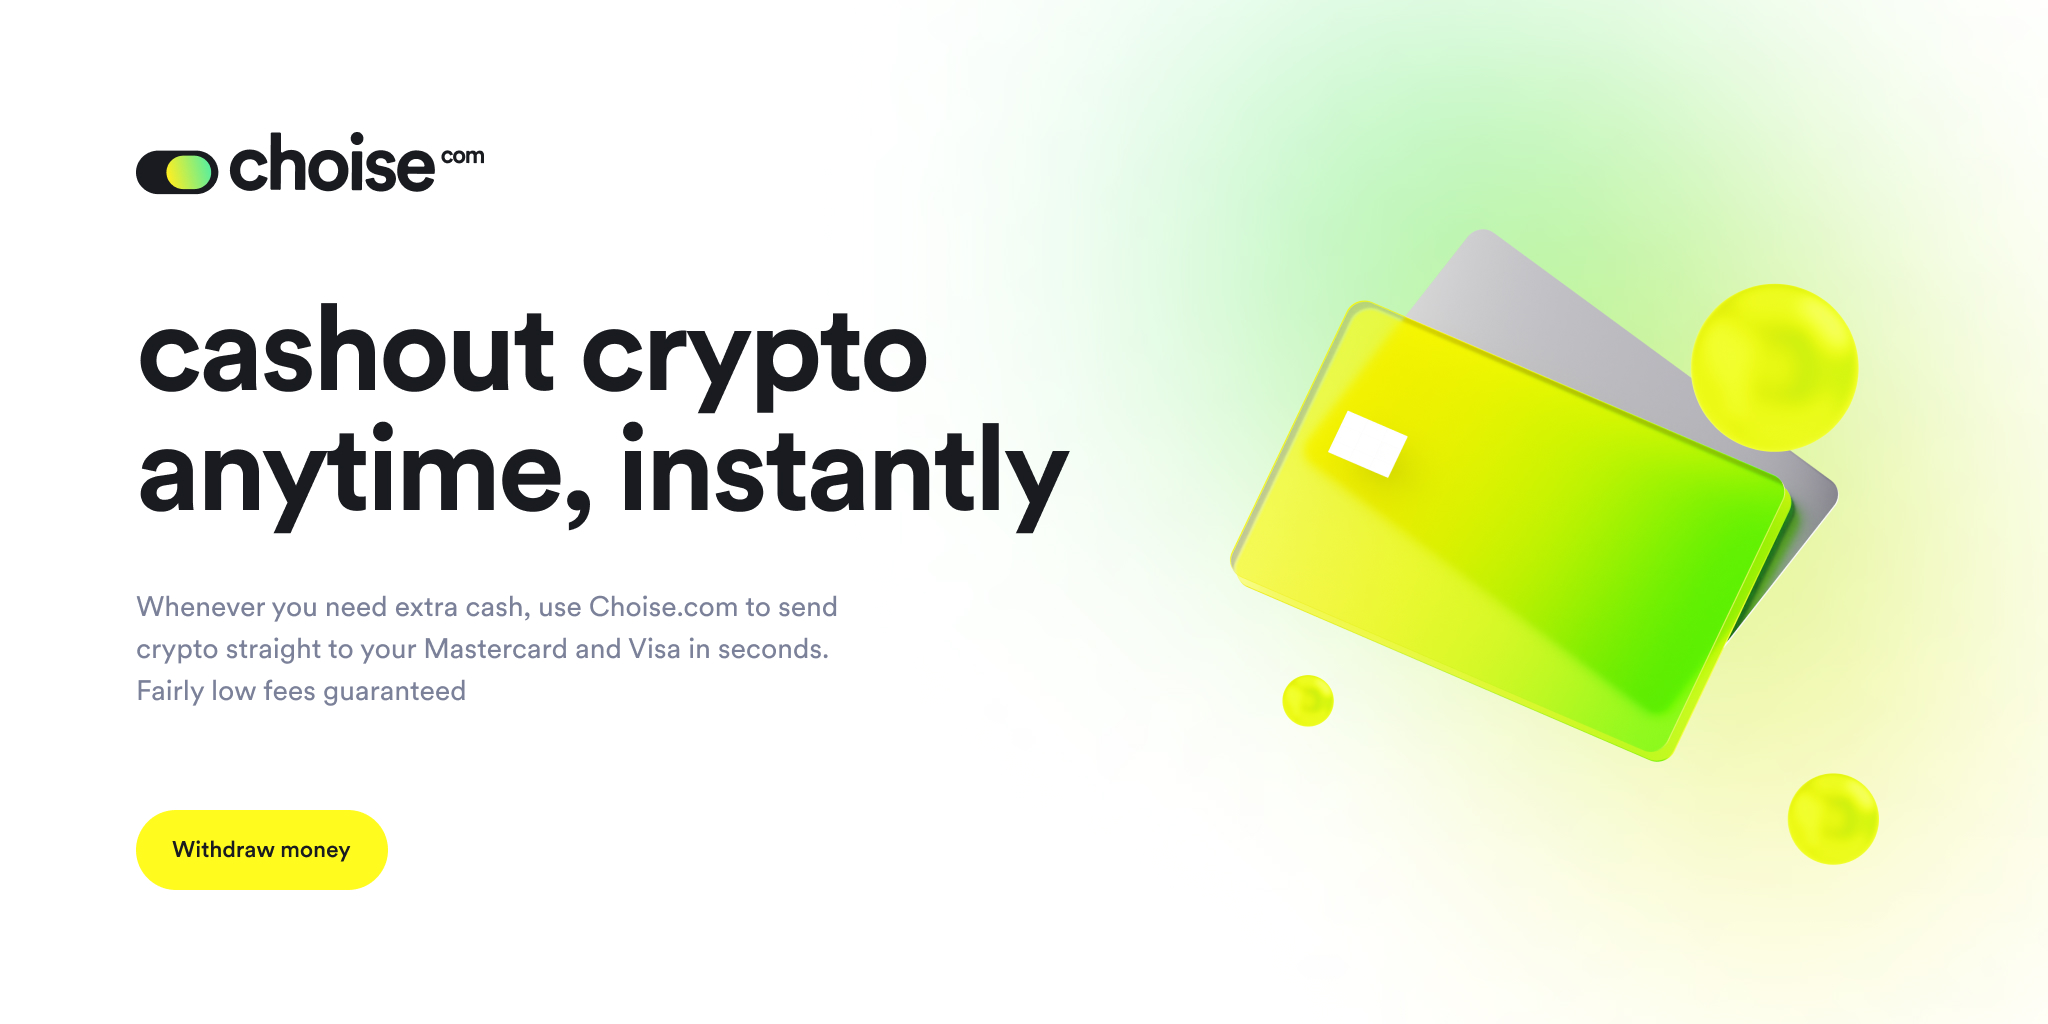 choise.com
cashout crypto
anytime, instantly
Whenever you need extra cash, use Choise.com to send
crypto straight to your Mastercard and Visa in seconds.
Fairly low fees guaranteed
Withdraw money